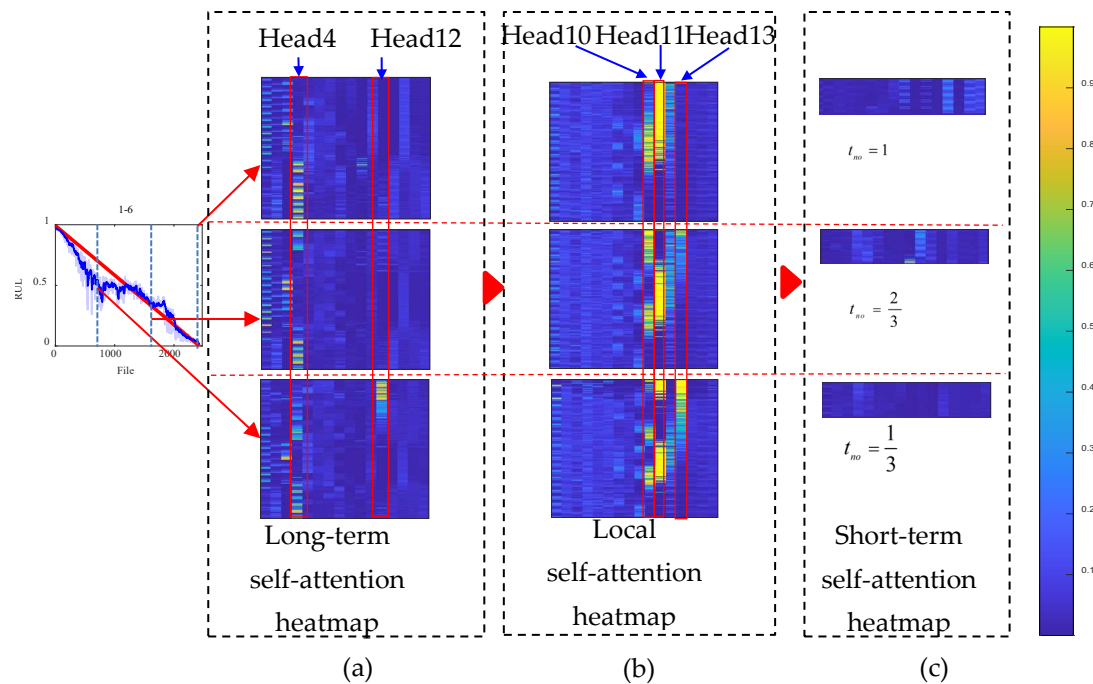 Head4
Head12
Head10 Head11 Head13
t_no = 1
1-6
1
0.5
0
RUL
0
1000
2000
File
t_no = 2/3
t_no = 1/3
Long-term
self-attention
heatmap
Local
self-attention
heatmap
Short-term
self-attention
heatmap
0.9
0.8
0.7
0.6
0.5
0.4
0.3
0.2
0.1
(a)
(b)
(c)